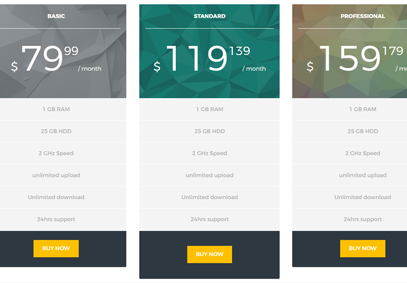 BASIC
$ 79 99 / month
1 GB RAM
25 GB HDD
2 GHz Speed
unlimited upload
Unlimited download
24hrs support
BUY NOW
STANDARD
$ 119 139 / month
1 GB RAM
25 GB HDD
2 GHz Speed
unlimited upload
Unlimited download
24hrs support
BUY NOW
PROFESSIONAL
$ 159 179 / month
1 GB RAM
25 GB HDD
2 GHz Speed
unlimited upload
Unlimited download
24hrs support
BUY NOW